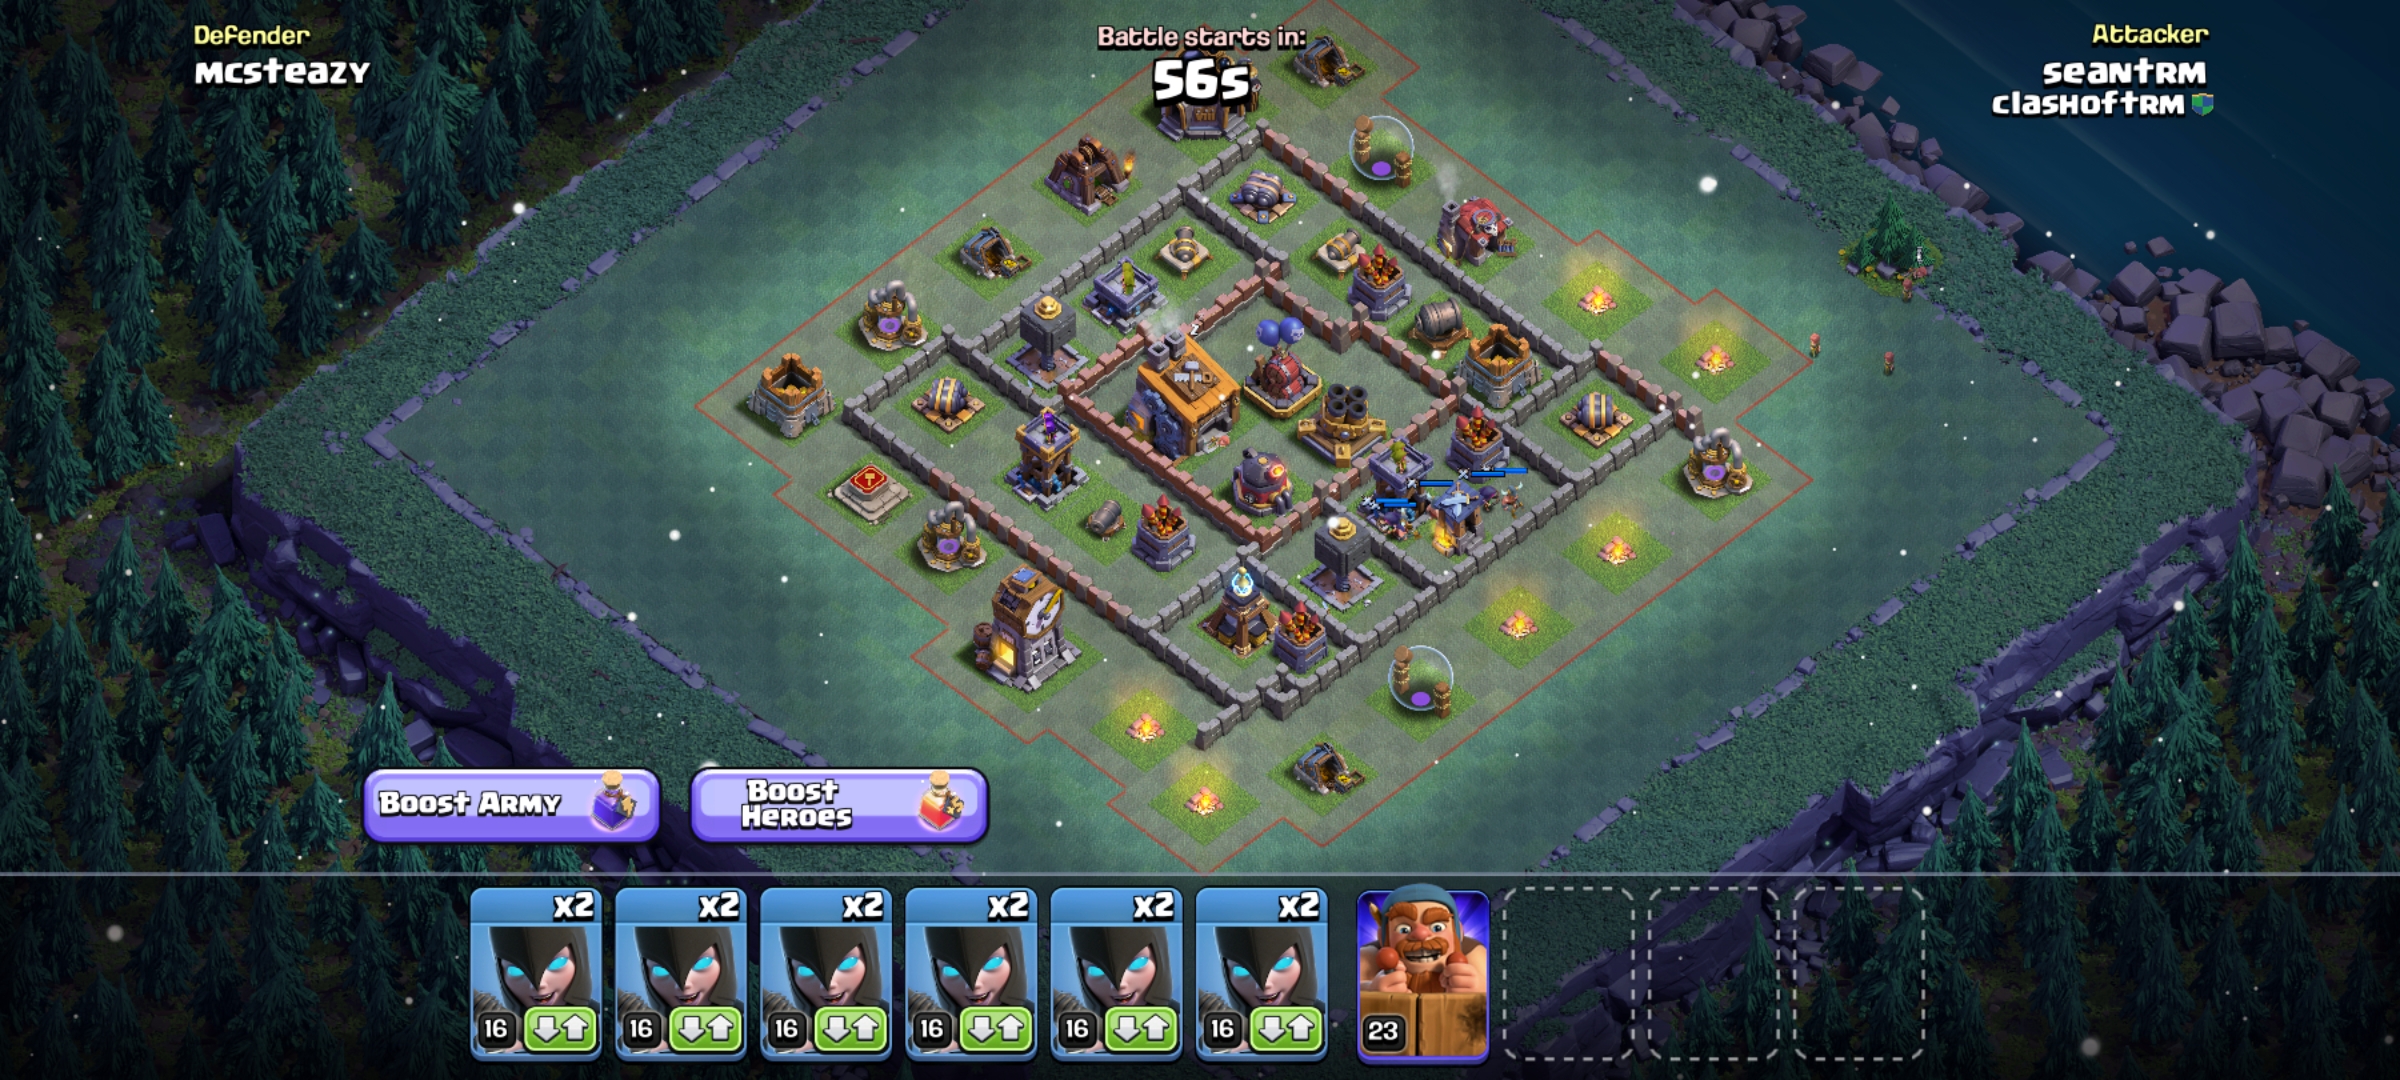 Defender
mcsteazy
Battle starts in:
56s
Attacker
seantrm
clashoftrm
z
Boost Army
Boost
Heroes
x2
x2
x2
x2
x2
x2
16
16
16
16
16
16
23